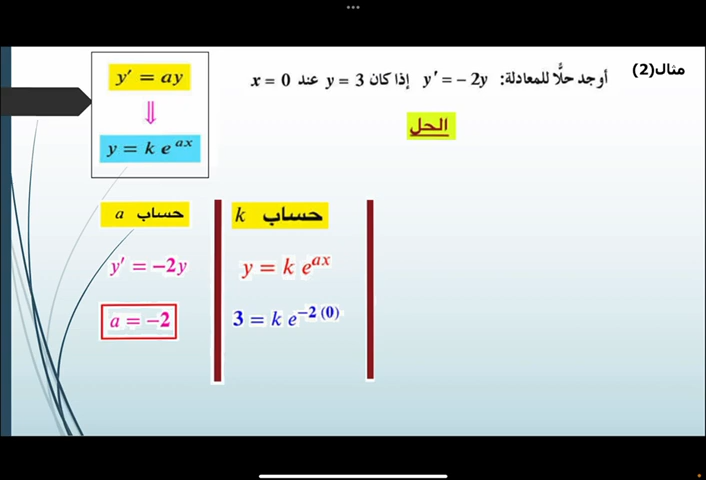 مثال(2)
أوجد حلًّا للمعادلة: y′ = − 2y إذا كان y = 3 عند x = 0
y′ = ay
⇓
y = k e^{ax}
الحل
حساب a
y′ = −2y
a = −2
حساب k
y = k e^{ax}
3 = k e^{−2 (0)}